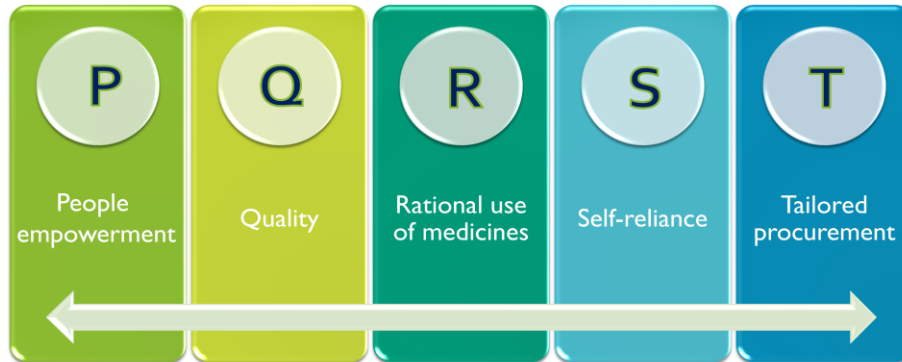 P
Q
R
S
T
People
empowerment
Quality
Rational use
of medicines
Self-reliance
Tailored
procurement